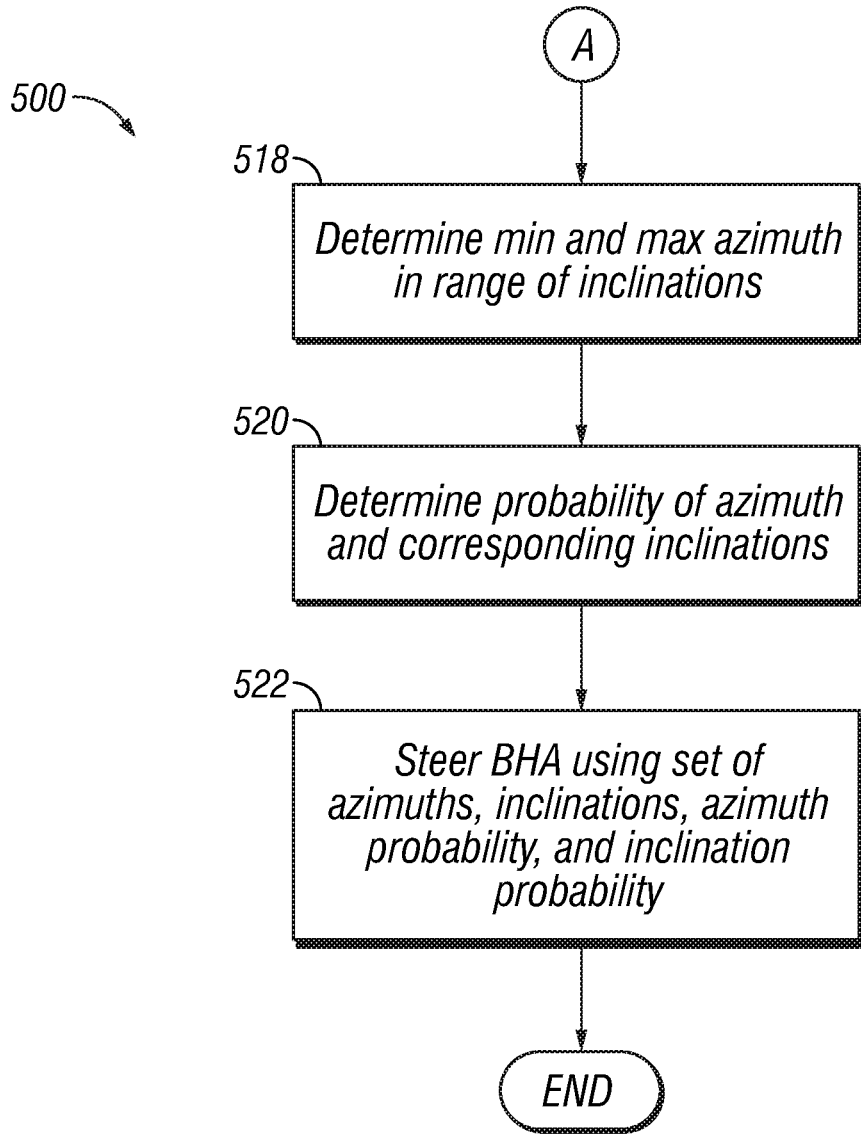 A
500
518
Determine min and max azimuth
in range of inclinations
520
Determine probability of azimuth
and corresponding inclinations
522
Steer BHA using set of
azimuths, inclinations, azimuth
probability, and inclination
probability
END